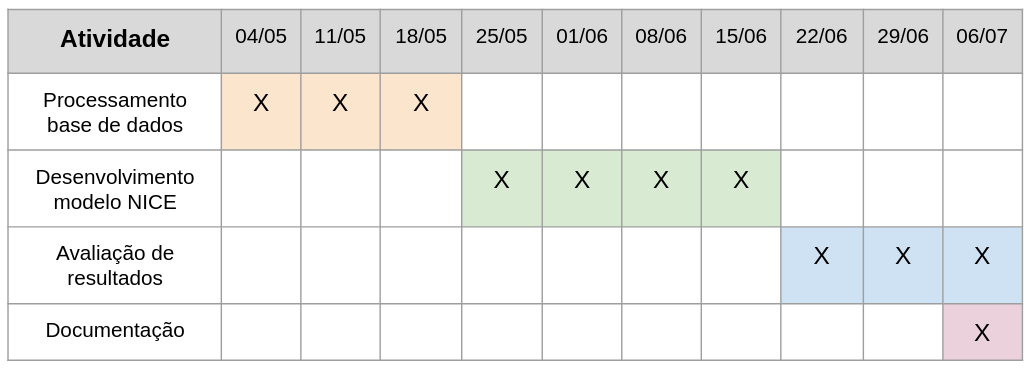 Atividade 04/05 11/05 18/05 25/05 01/06 08/06 15/06 22/06 29/06 06/07
Processamento
base de dados
X X X
Desenvolvimento
modelo NICE
X X X X
Avaliação de
resultados
X X X
Documentação X